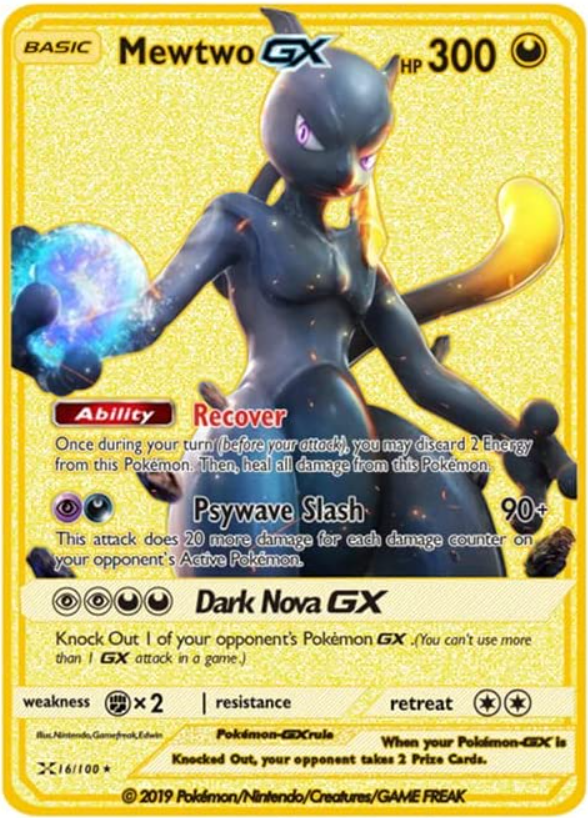 BASIC Mewtwo GX HP 300
Ability Recover
Once during your turn (before your attack), you may discard 2 Energy
from this Pokémon. Then, heal all damage from this Pokémon.
Psywave Slash 90+
This attack does 20 more damage for each damage counter on
your opponent's Active Pokémon.
Dark Nova GX
Knock Out 1 of your opponent's Pokémon GX .(You can't use more
than 1 GX attack in a game.)
weakness ×2 resistance retreat
Illus.Nintendo,Gamefreak,Edwin
Pokémon-GX rule
When your Pokémon-GX is
Knocked Out, your opponent takes 2 Prize Cards.
16/100 ★
© 2019 Pokémon/Nintendo/Creatures/GAME FREAK